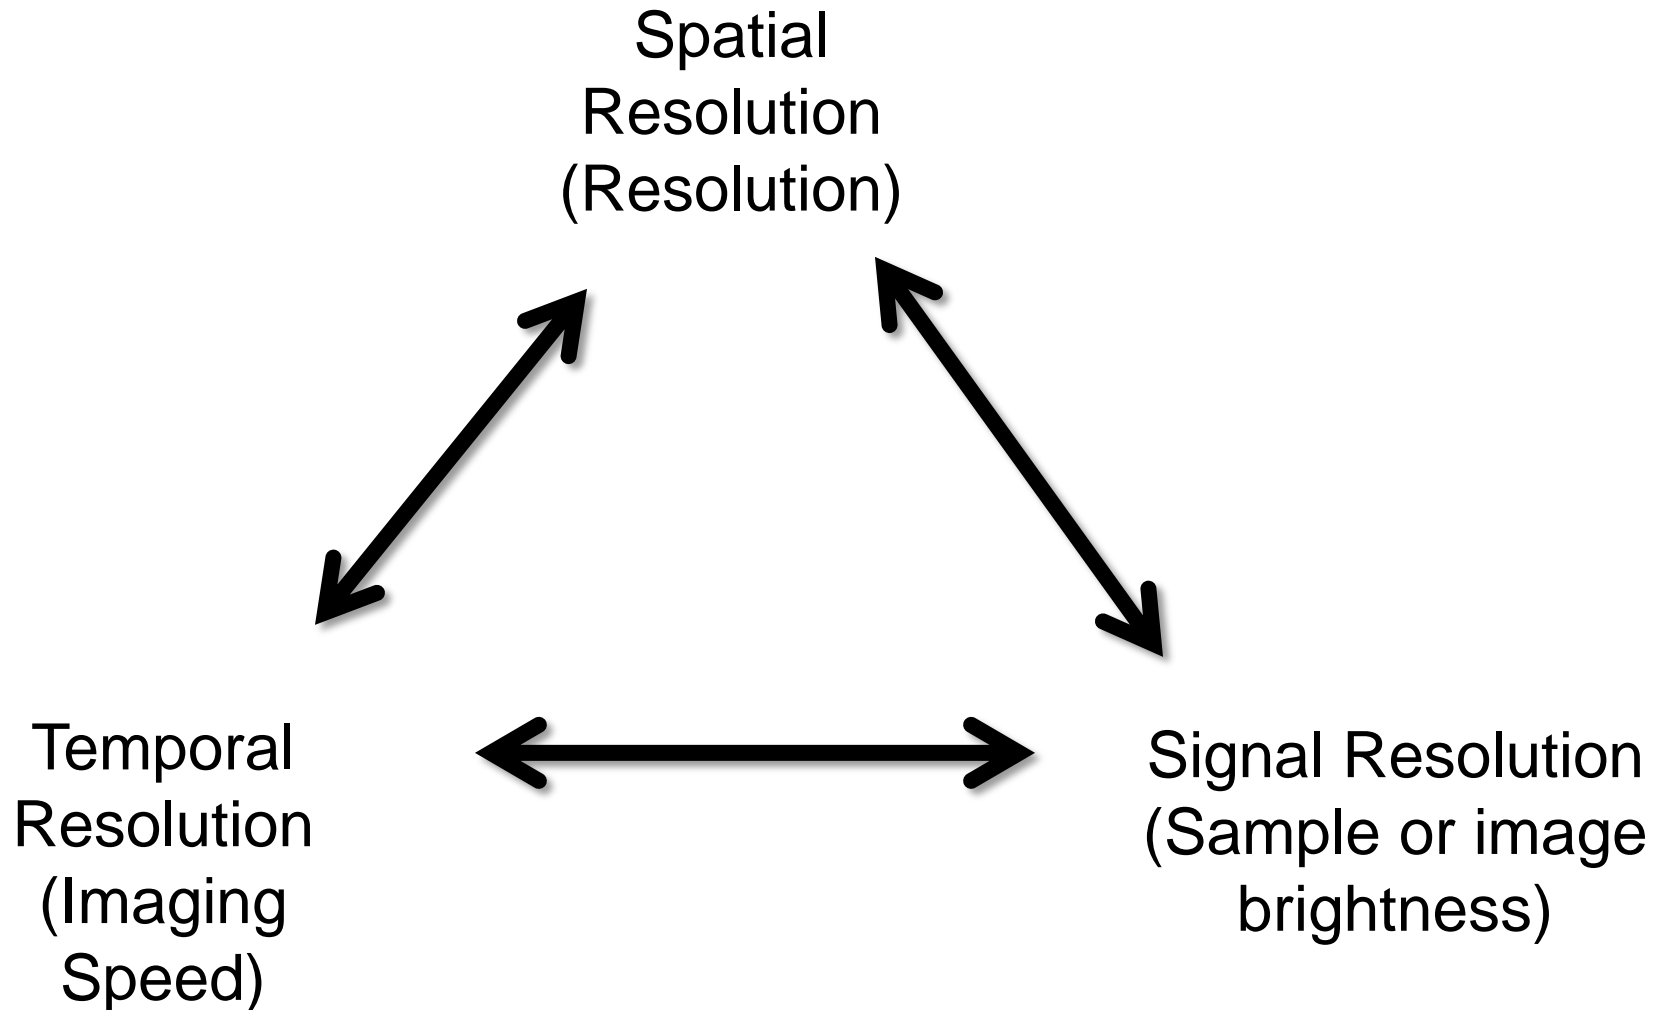 Spatial
Resolution
(Resolution)
Temporal
Resolution
(Imaging
Speed)
Signal Resolution
(Sample or image
brightness)